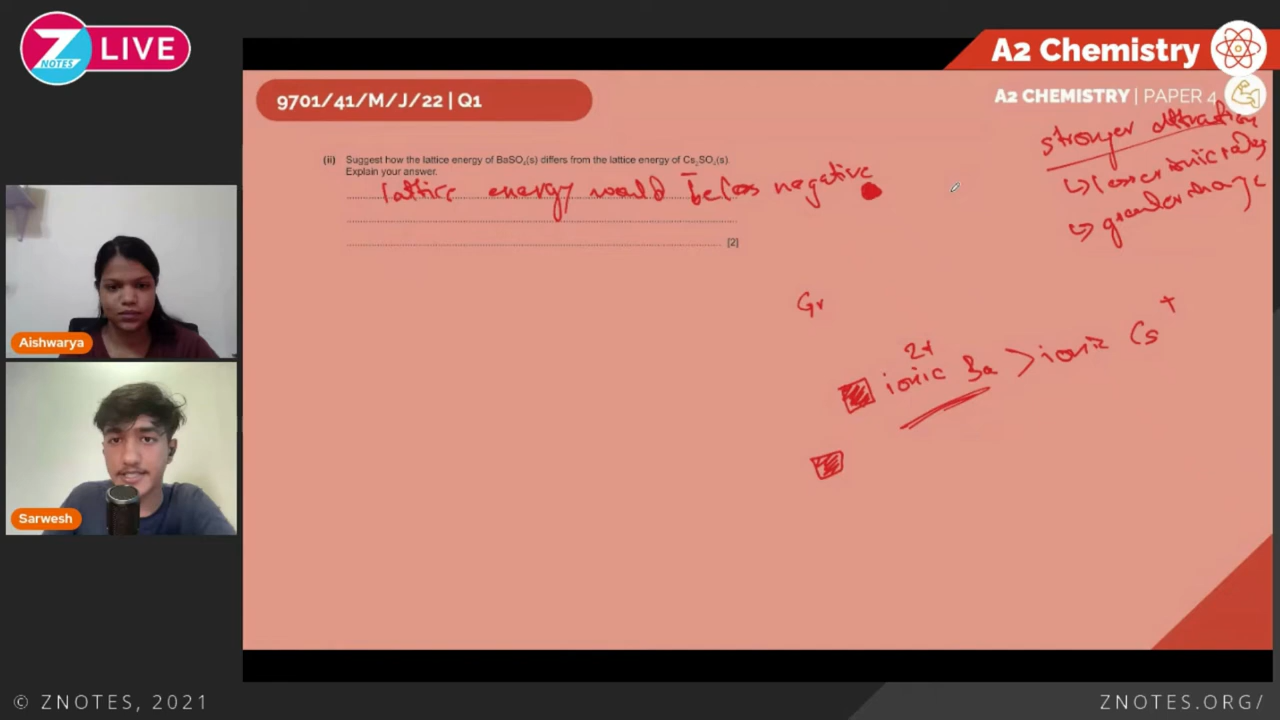 Z NOTES LIVE
A2 Chemistry
9701/41/M/J/22 | Q1
A2 CHEMISTRY | PAPER 4
stronger attraction
↳ lesser ionic rades
↳ greater charge
(ii) Suggest how the lattice energy of BaSO₄(s) differs from the lattice energy of Cs₂SO₄(s).
Explain your answer.
lattice energy would be less negative
[2]
Gr
2+
ionic Ba > ionic Cs⁺
Aishwarya
Sarwesh
© ZNOTES, 2021
ZNOTES.ORG/